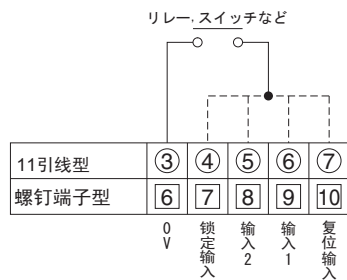 リレー,スイッチなど
11引线型 ③ ④ ⑤ ⑥ ⑦
螺钉端子型 6 7 8 9 10
0V
锁定输入
输入2
输入1
复位输入